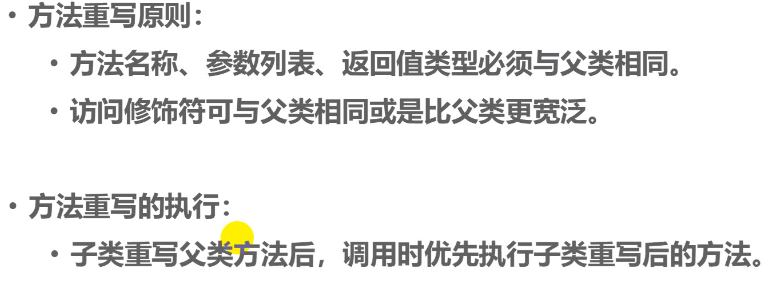 • 方法重写原则：
• 方法名称、参数列表、返回值类型必须与父类相同。
• 访问修饰符可与父类相同或是比父类更宽泛。
• 方法重写的执行：
• 子类重写父类方法后，调用时优先执行子类重写后的方法。